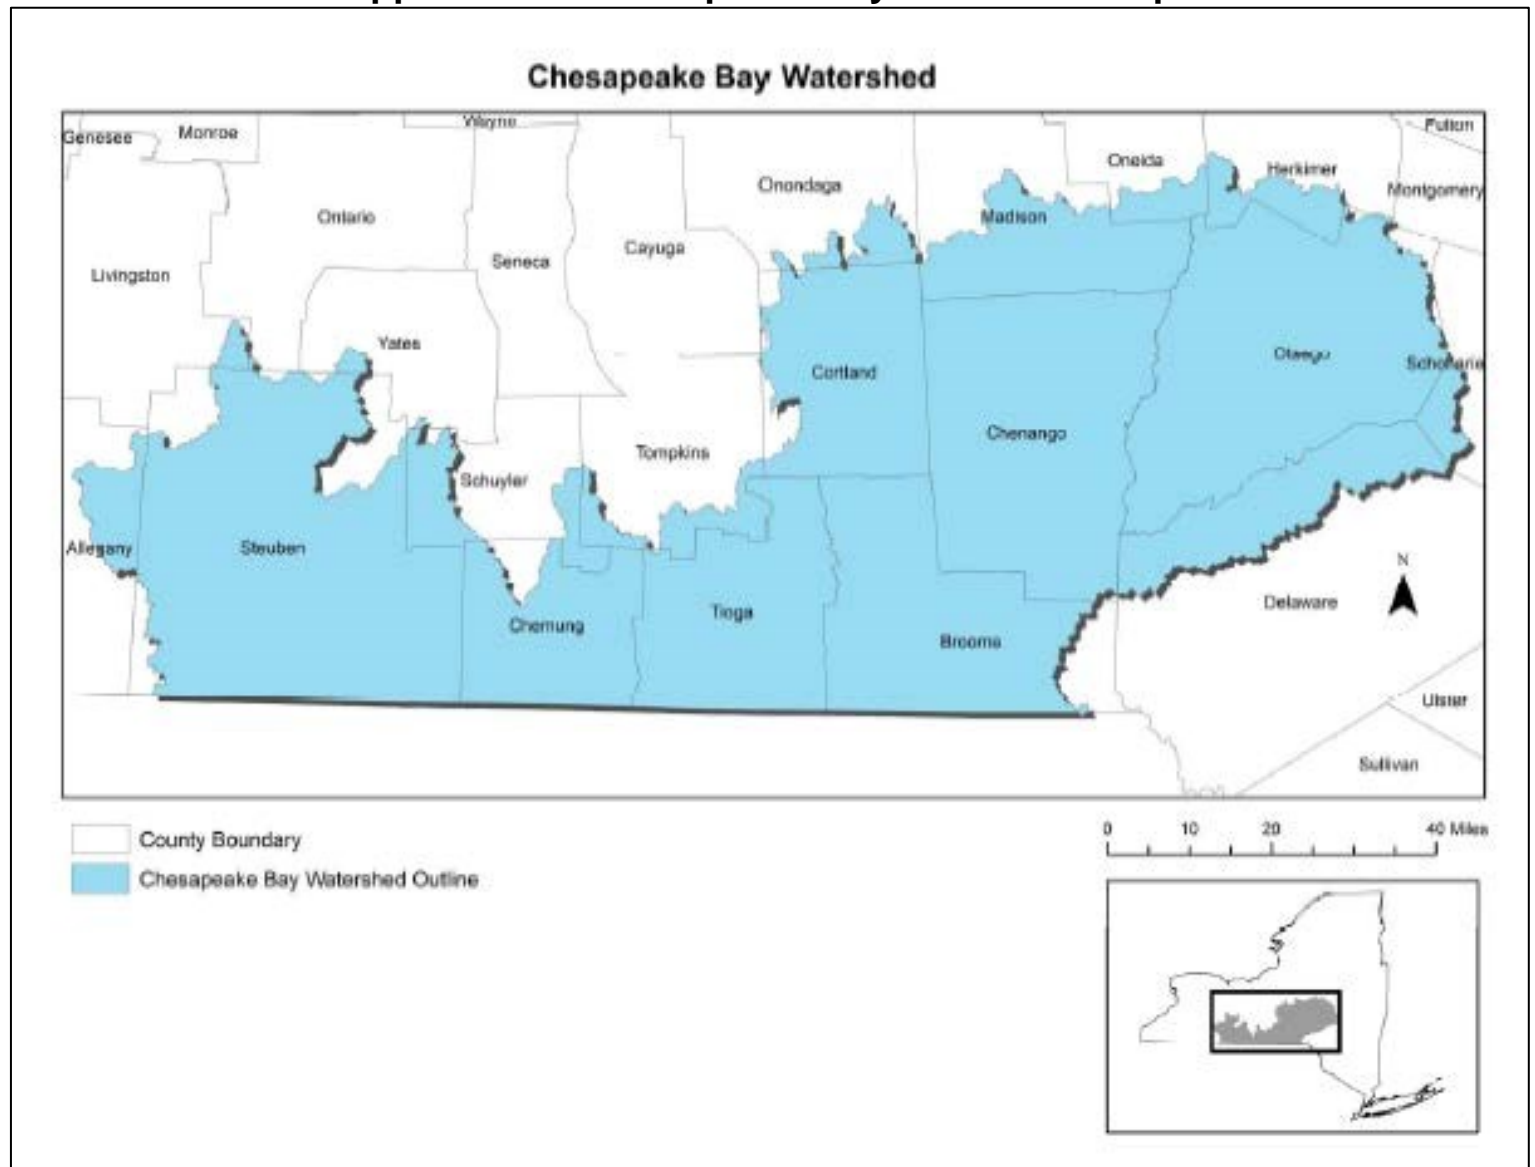 Chesapeake Bay Watershed
Genesee
Monroe
Wayne
Fulton
Oneida
Herkimer
Onondaga
Montgomery
Ontario
Madison
Cayuga
Seneca
Livingston
Yates
Otsego
Schoharie
Cortland
Chenango
Tompkins
Schuyler
Allegany
Steuben
N
Delaware
Tioga
Chemung
Broome
Ulster
Sullivan
County Boundary
Chesapeake Bay Watershed Outline
0 10 20 40 Miles